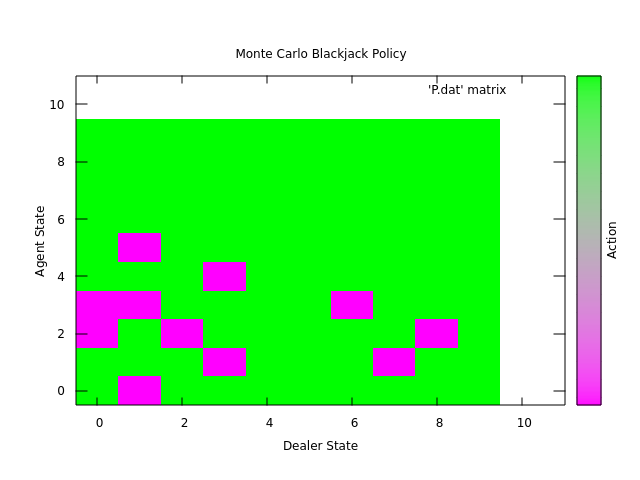 Monte Carlo Blackjack Policy
'P.dat' matrix
10
8
6
4
2
0
Agent State
0 2 4 6 8 10
Dealer State
Action